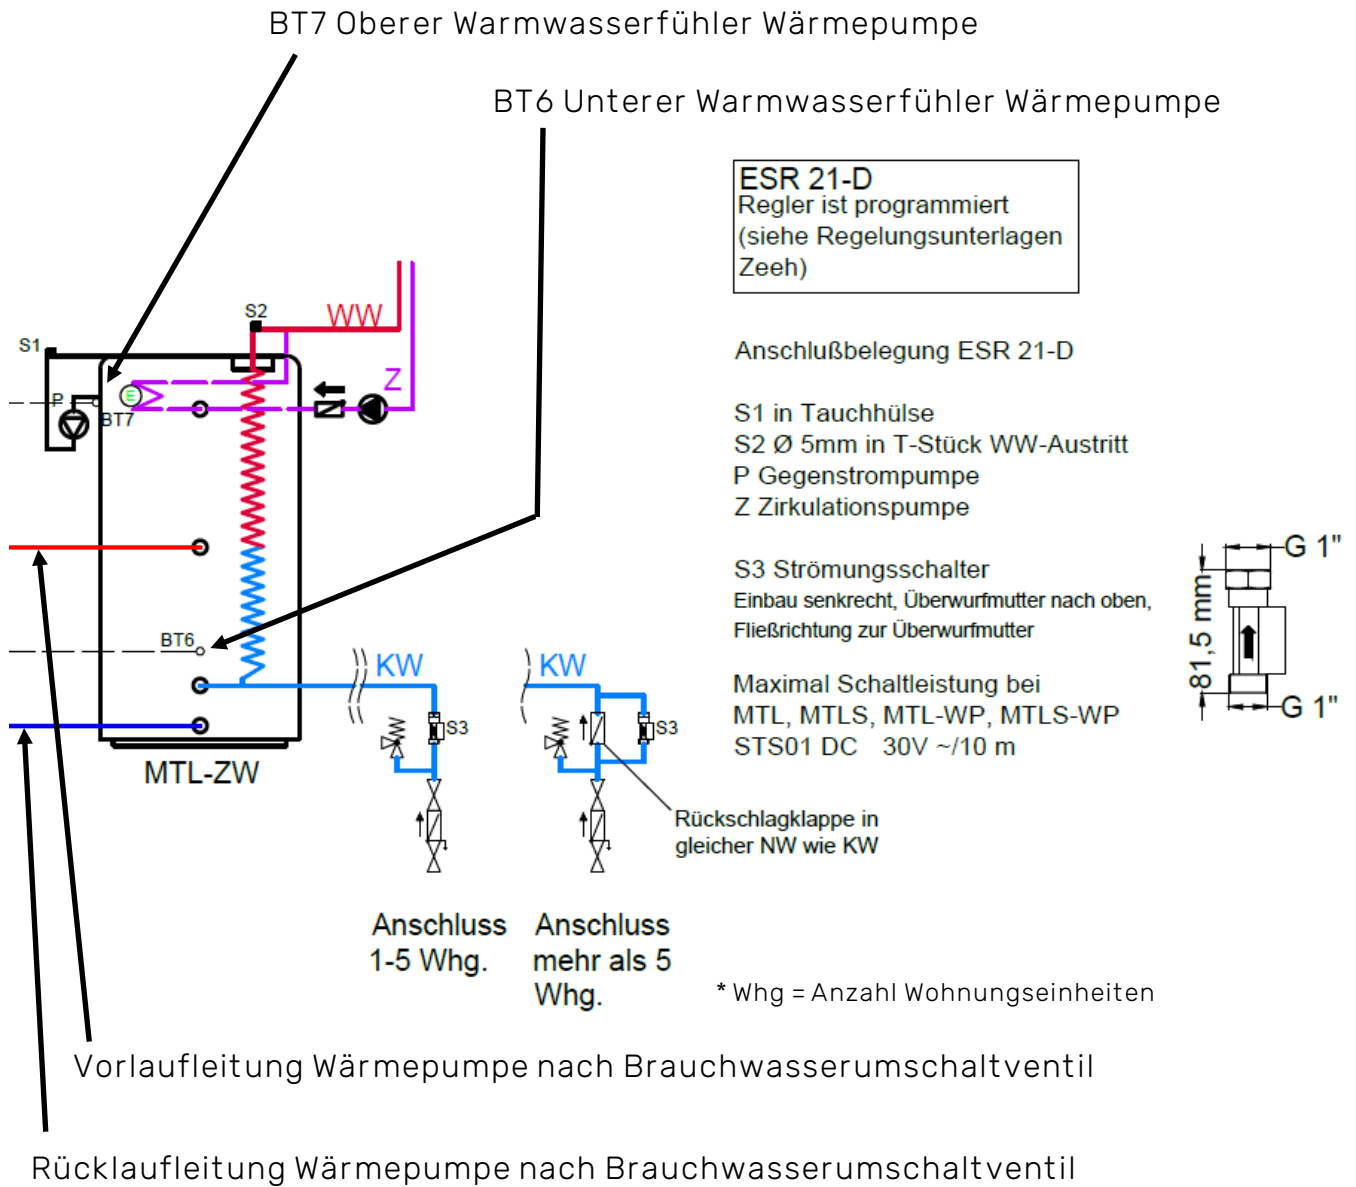 BT7 Oberer Warmwasserfühler Wärmepumpe
BT6 Unterer Warmwasserfühler Wärmepumpe
ESR 21-D
Regler ist programmiert
(siehe Regelungsunterlagen
Zeeh)
S2
WW
S1
P
E
BT7
Z
Anschlußbelegung ESR 21-D
S1 in Tauchhülse
S2 Ø 5mm in T-Stück WW-Austritt
P Gegenstrompumpe
Z Zirkulationspumpe
S3 Strömungsschalter
Einbau senkrecht, Überwurfmutter nach oben,
Fließrichtung zur Überwurfmutter
Maximal Schaltleistung bei
MTL, MTLS, MTL-WP, MTLS-WP
STS01 DC 30V ~/10 m
G 1"
81,5 mm
G 1"
BT6
KW
KW
S3
S3
MTL-ZW
Rückschlagklappe in
gleicher NW wie KW
Anschluss
1-5 Whg.
Anschluss
mehr als 5
Whg.
* Whg = Anzahl Wohnungseinheiten
Vorlaufleitung Wärmepumpe nach Brauchwasserumschaltventil
Rücklaufleitung Wärmepumpe nach Brauchwasserumschaltventil